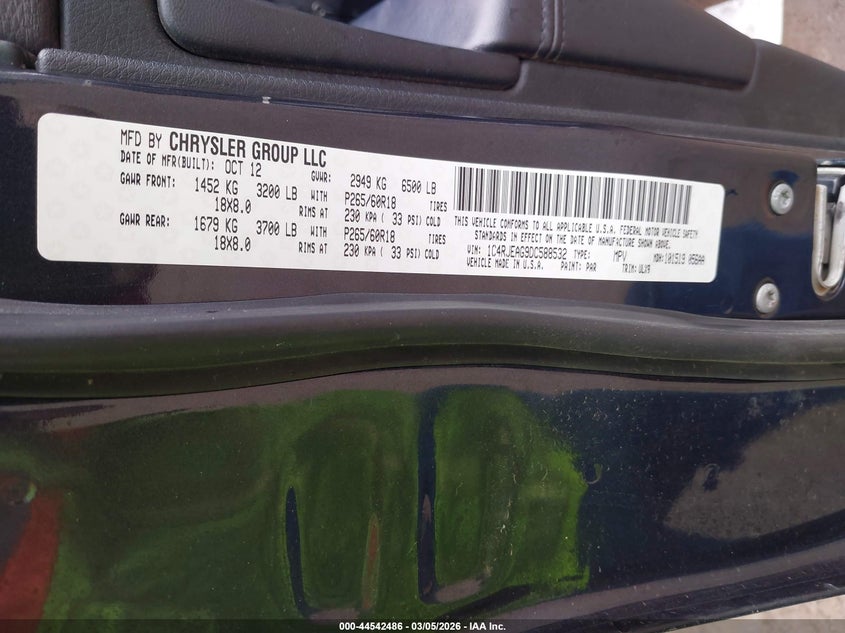 MFD BY CHRYSLER GROUP LLC
DATE OF MFR(BUILT): OCT 12 GVWR: 2949 KG 6500 LB
GAWR FRONT: 1452 KG 3200 LB WITH P265/60R18 TIRES
18X8.0 RIMS AT 230 KPA ( 33 PSI) COLD
GAWR REAR: 1679 KG 3700 LB WITH P265/60R18 TIRES
18X8.0 RIMS AT 230 KPA ( 33 PSI) COLD
THIS VEHICLE CONFORMS TO ALL APPLICABLE U.S.A. FEDERAL MOTOR VEHICLE SAFETY
STANDARDS IN EFFECT ON THE DATE OF MANUFACTURE SHOWN ABOVE.
VIN: 1C4RJEAG9DC588532 TYPE: MPV MDH:101519 058AA
VEHICLE MADE IN U.S.A. PAINT: PAR TRIM: ULX9
000-44542486 - 03/05/2026 - IAA Inc.